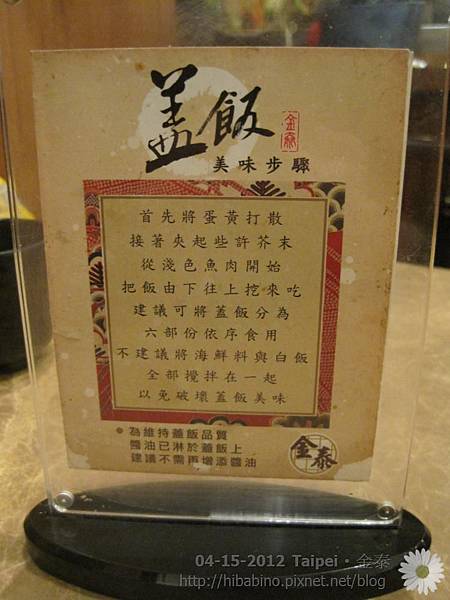 蓋飯
金泰
美味步驟
首先將蛋黃打散
接著夾起些許芥末
從淺色魚肉開始
把飯由下往上挖來吃
建議可將蓋飯分為
六部份依序食用
不建議將海鮮料與白飯
全部攪拌在一起
以免破壞蓋飯美味
為維持蓋飯品質
醬油已淋於蓋飯上
建議不需再增添醬油
金泰
04-15-2012 Taipei・金泰
http://hibabino.pixnet.net/blog